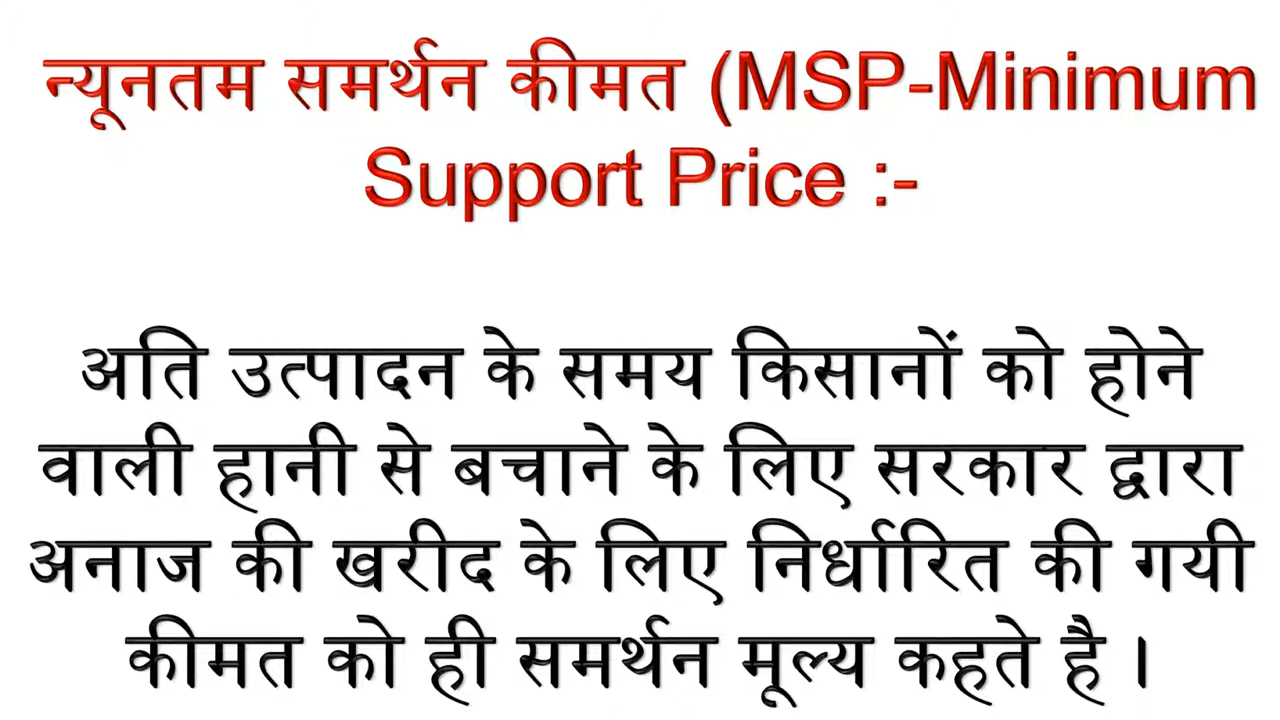 न्यूनतम समर्थन कीमत (MSP-Minimum
Support Price :-
अति उत्पादन के समय किसानों को होने
वाली हानी से बचाने के लिए सरकार द्वारा
अनाज की खरीद के लिए निर्धारित की गयी
कीमत को ही समर्थन मूल्य कहते है ।